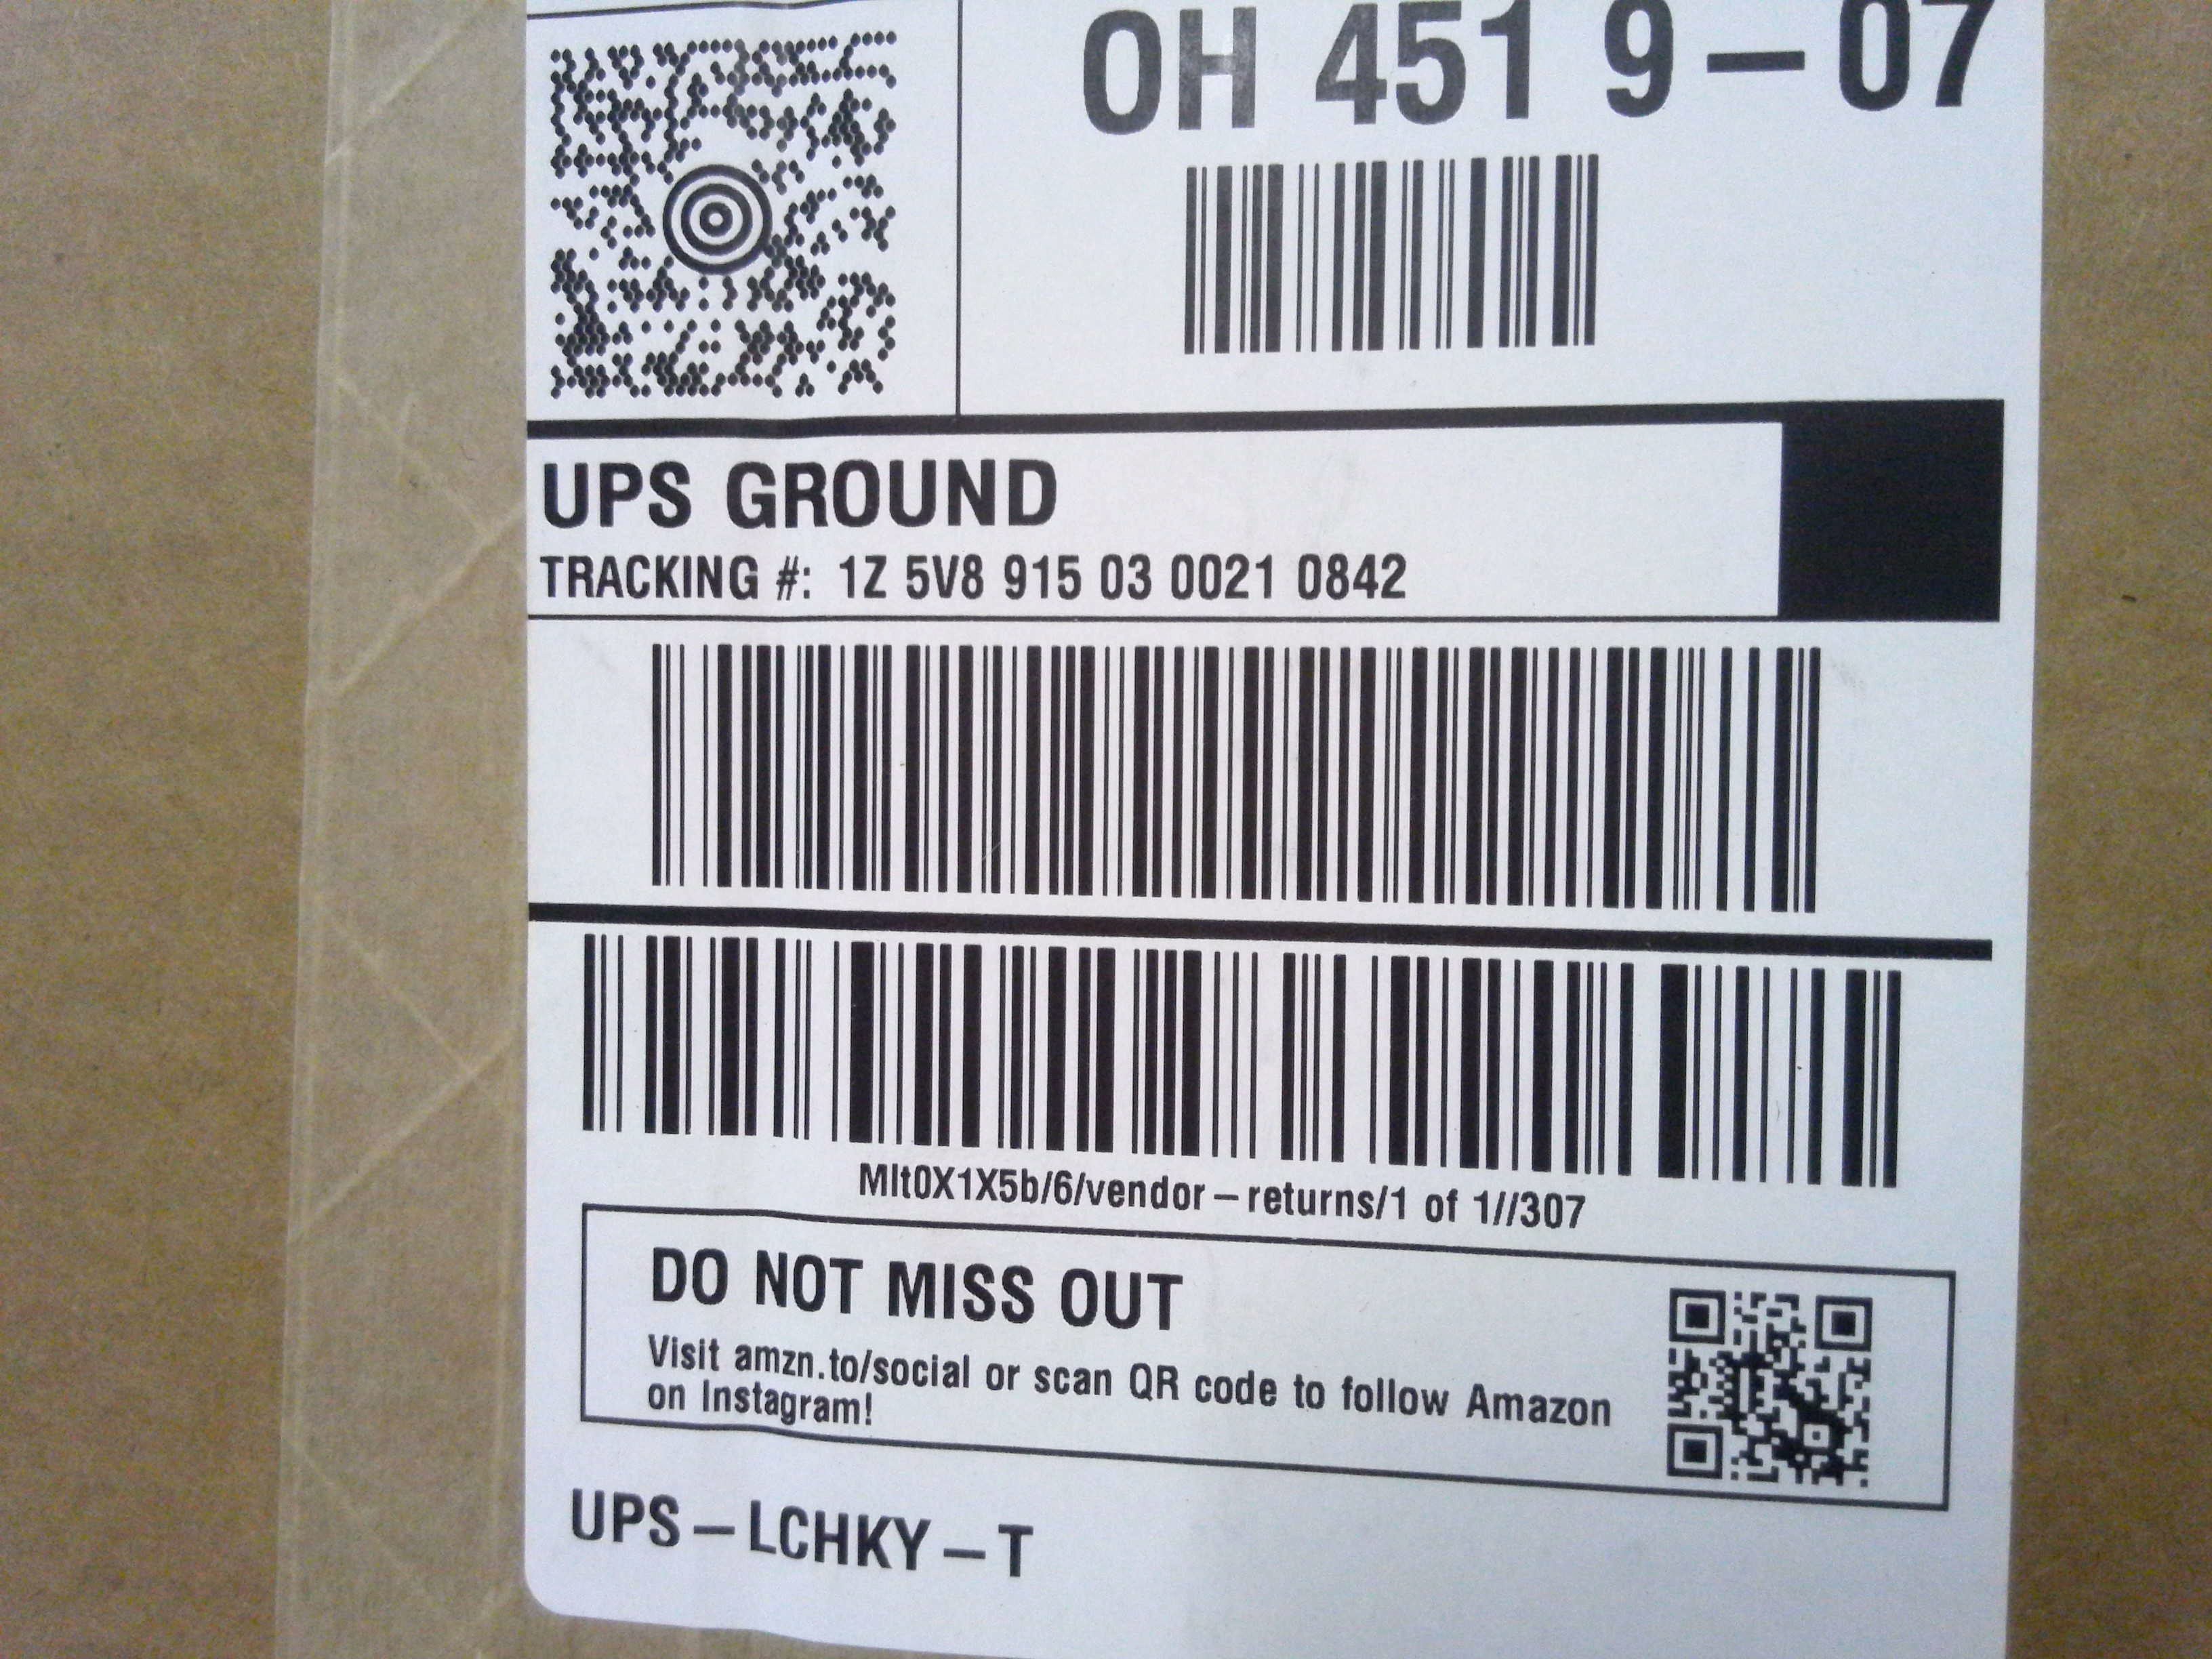 OH 451 9-07
UPS GROUND
TRACKING #: 1Z 5V8 915 03 0021 0842
MIt0X1X5b/6/vendor-returns/1 of 1//307
DO NOT MISS OUT
Visit amzn.to/social or scan QR code to follow Amazon
on Instagram!
UPS-LCHKY-T